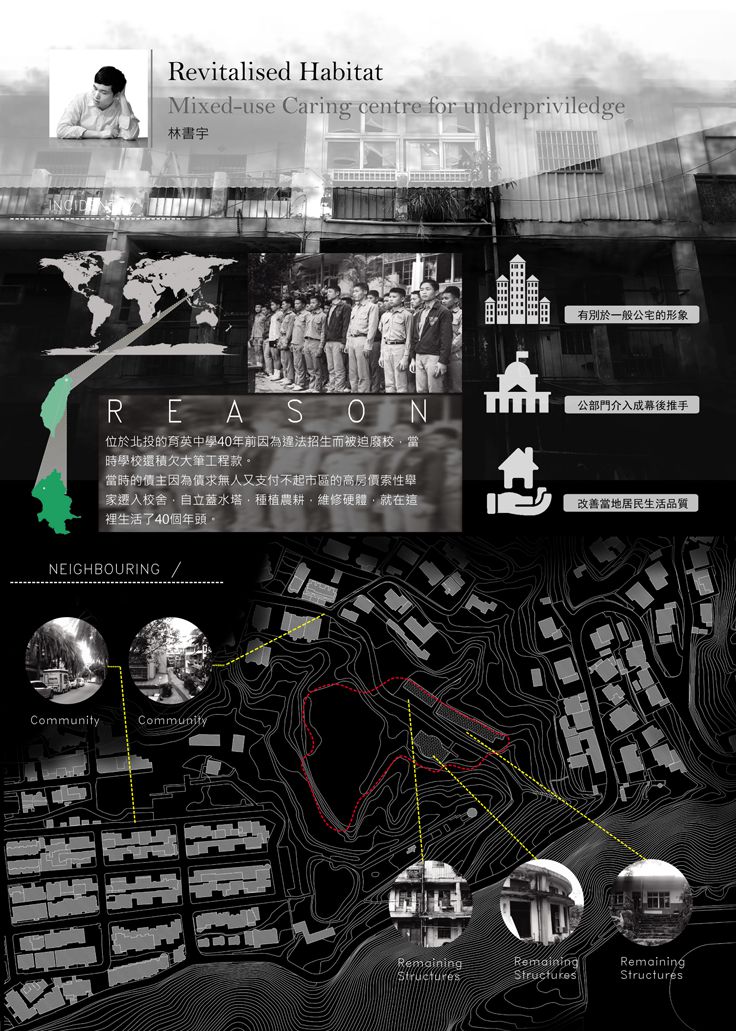 Revitalised Habitat
Mixed-use Caring centre for underpriviledge
林書宇
INCIDENT /
有別於一般公宅的形象
公部門介入成幕後推手
改善當地居民生活品質
REASON
位於北投的育英中學40年前因為違法招生而被迫廢校，當
時學校還積欠大筆工程款。
當時的債主因為債求無人又支付不起市區的高房價索性舉
家遷入校舍，自立蓋水塔，種植農耕，維修硬體，就在這
裡生活了40個年頭。
NEIGHBOURING /
Community
Community
Remaining
Structures
Remaining
Structures
Remaining
Structures